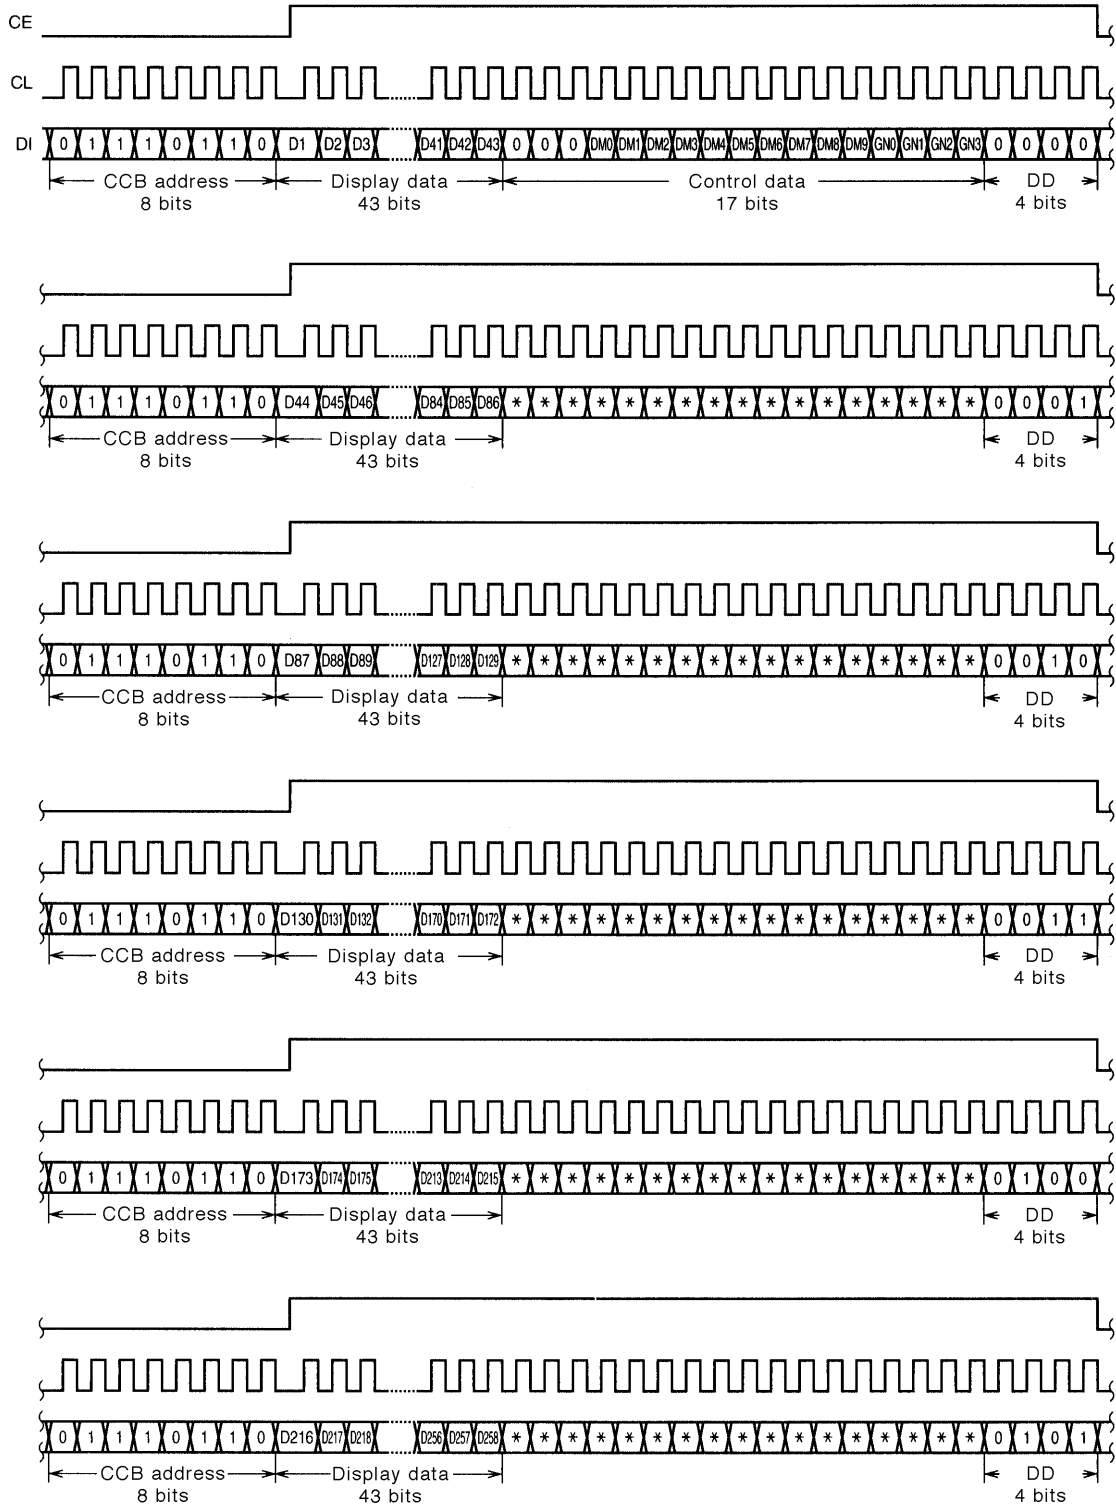 CE
CL
DI 0 1 1 1 0 1 1 0 D1 D2 D3 D41 D42 D43 0 0 0 DM0 DM1 DM2 DM3 DM4 DM5 DM6 DM7 DM8 DM9 GN0 GN1 GN2 GN3 0 0 0 0
CCB address Display data Control data DD
8 bits 43 bits 17 bits 4 bits
0 1 1 1 0 1 1 0 D44 D45 D46 D84 D85 D86 * * * * * * * * * * * * * * * * * 0 0 0 1
CCB address Display data DD
8 bits 43 bits 4 bits
0 1 1 1 0 1 1 0 D87 D88 D89 D127 D128 D129 * * * * * * * * * * * * * * * * * 0 0 1 0
CCB address Display data DD
8 bits 43 bits 4 bits
0 1 1 1 0 1 1 0 D130 D131 D132 D170 D171 D172 * * * * * * * * * * * * * * * * * 0 0 1 1
CCB address Display data DD
8 bits 43 bits 4 bits
0 1 1 1 0 1 1 0 D173 D174 D175 D213 D214 D215 * * * * * * * * * * * * * * * * * 0 1 0 0
CCB address Display data DD
8 bits 43 bits 4 bits
0 1 1 1 0 1 1 0 D216 D217 D218 D256 D257 D258 * * * * * * * * * * * * * * * * * 0 1 0 1
CCB address Display data DD
8 bits 43 bits 4 bits